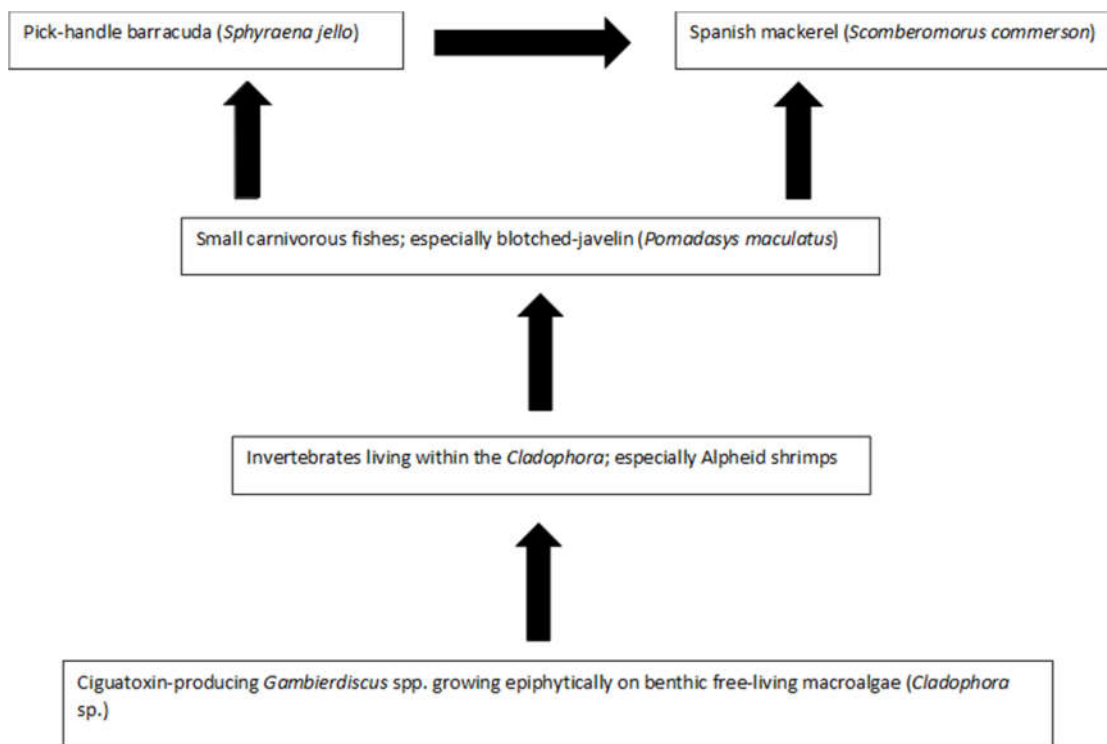 Pick-handle barracuda (Sphyraena jello)
Spanish mackerel (Scomberomorus commerson)
Small carnivorous fishes; especially blotched-javelin (Pomadasys maculatus)
Invertebrates living within the Cladophora; especially Alpheid shrimps
Ciguatoxin-producing Gambierdiscus spp. growing epiphytically on benthic free-living macroalgae (Cladophora
sp.)